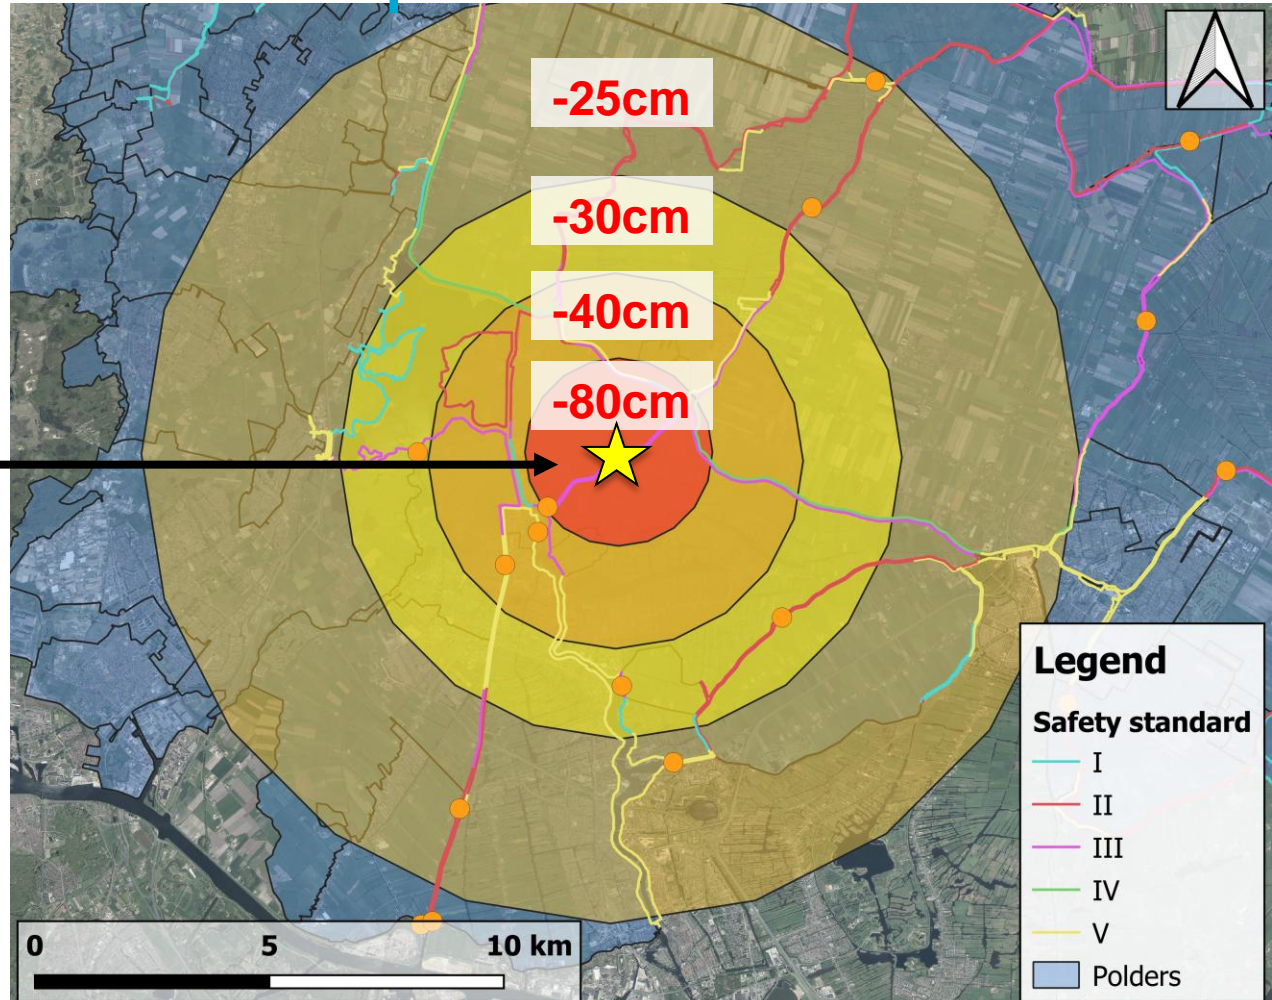 -25cm
-30cm
-40cm
-80cm
Legend
Safety standard
I
II
III
IV
V
Polders
0 5 10 km